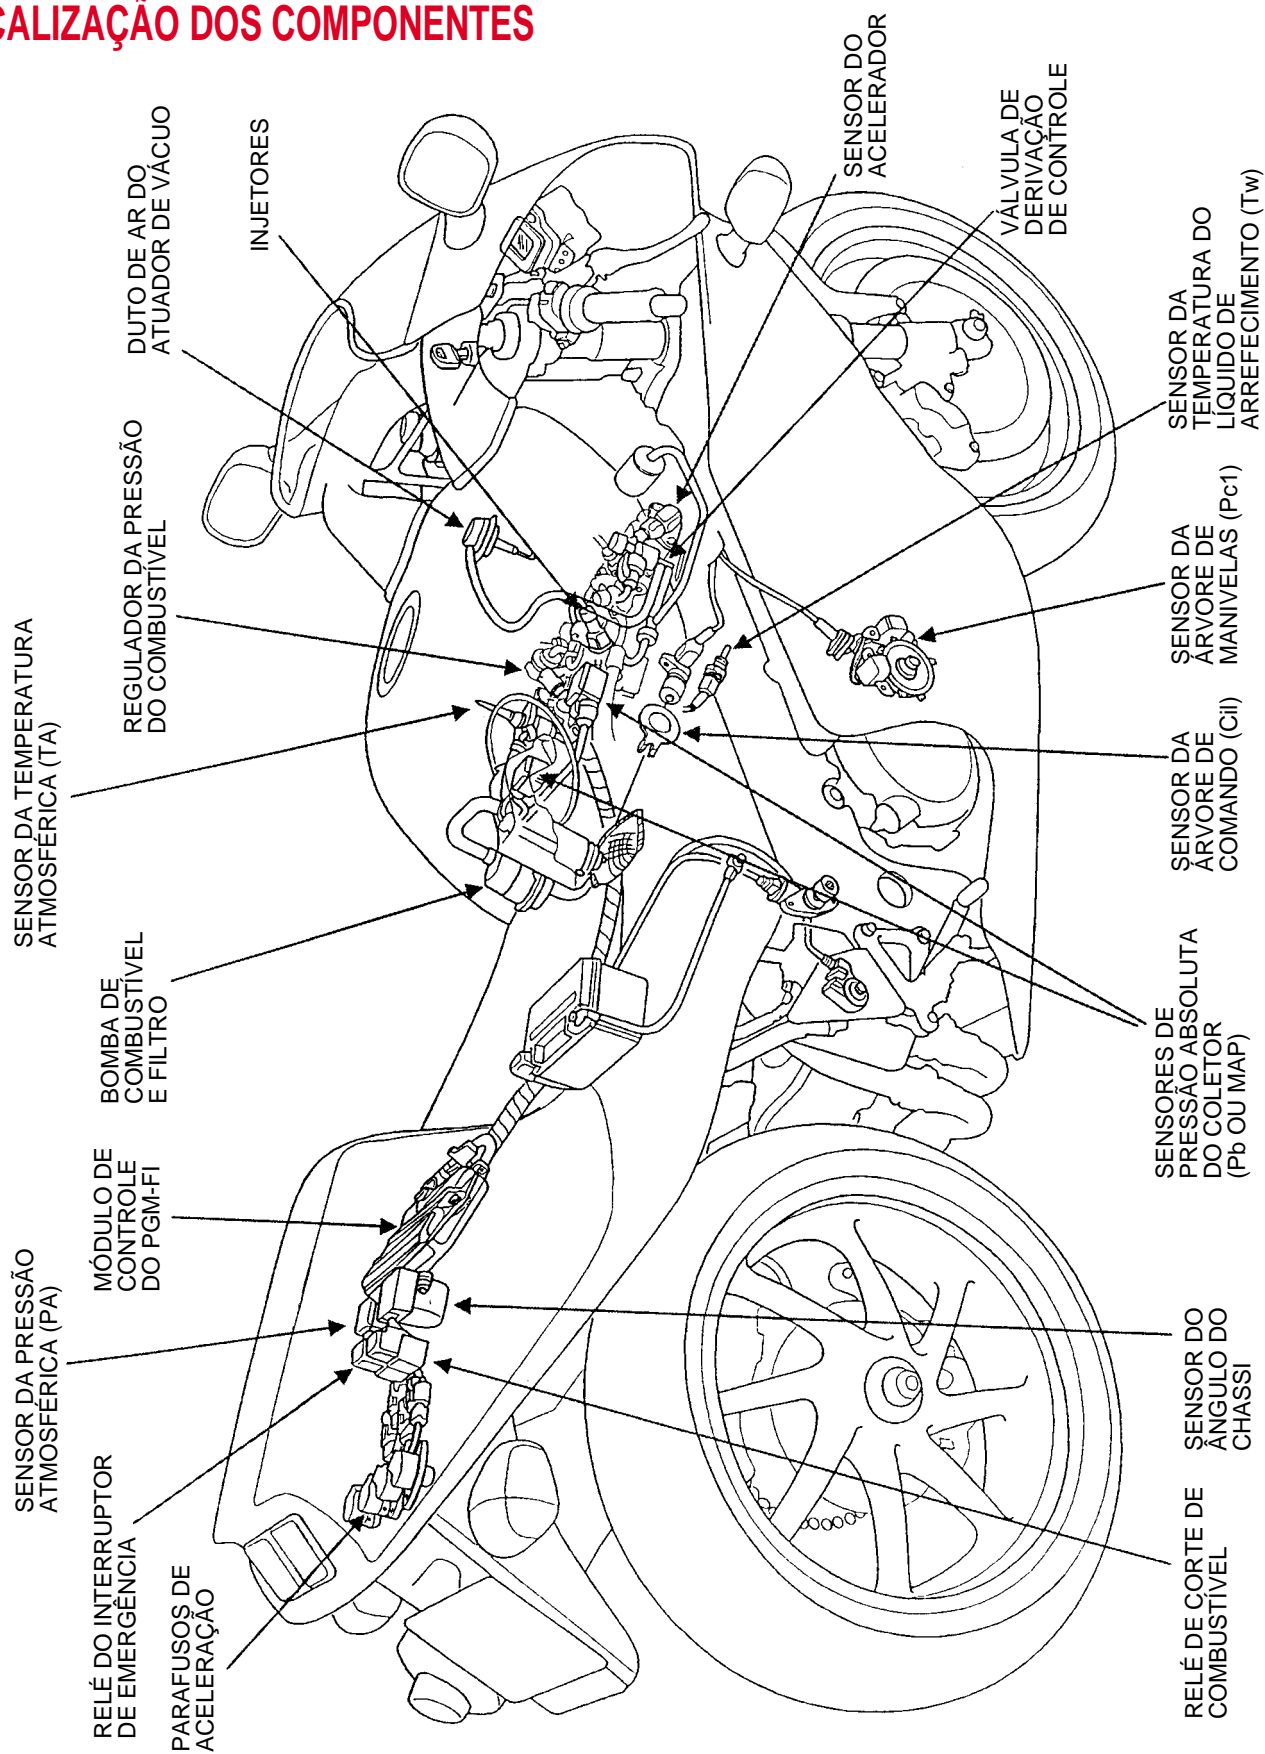 CALIZAÇÃO DOS COMPONENTES
SENSOR DA PRESSÃO
ATMOSFÉRICA (PA)
SENSOR DA TEMPERATURA
ATMOSFÉRICA (TA)
RELÉ DO INTERRUPTOR
DE EMERGÊNCIA
MÓDULO DE
CONTROLE
DO PGM-FI
BOMBA DE
COMBUSTÍVEL
E FILTRO
REGULADOR DA PRESSÃO
DO COMBUSTÍVEL
DUTO DE AR DO
ATUADOR DE VÁCUO
PARAFUSOS DE
ACELERAÇÃO
INJETORES
SENSOR DO
ACELERADOR
VÁLVULA DE
DERIVAÇÃO
DE CONTROLE
RELÉ DE CORTE DE
COMBUSTÍVEL
SENSOR DO
ÂNGULO DO
CHASSI
SENSORES DE
PRESSÃO ABSOLUTA
DO COLETOR
(Pb OU MAP)
SENSOR DA
ÁRVORE DE
COMANDO (Cil)
SENSOR DA
ÁRVORE DE
MANIVELAS (Pc1)
SENSOR DA
TEMPERATURA DO
LÍQUIDO DE
ARREFECIMENTO (Tw)